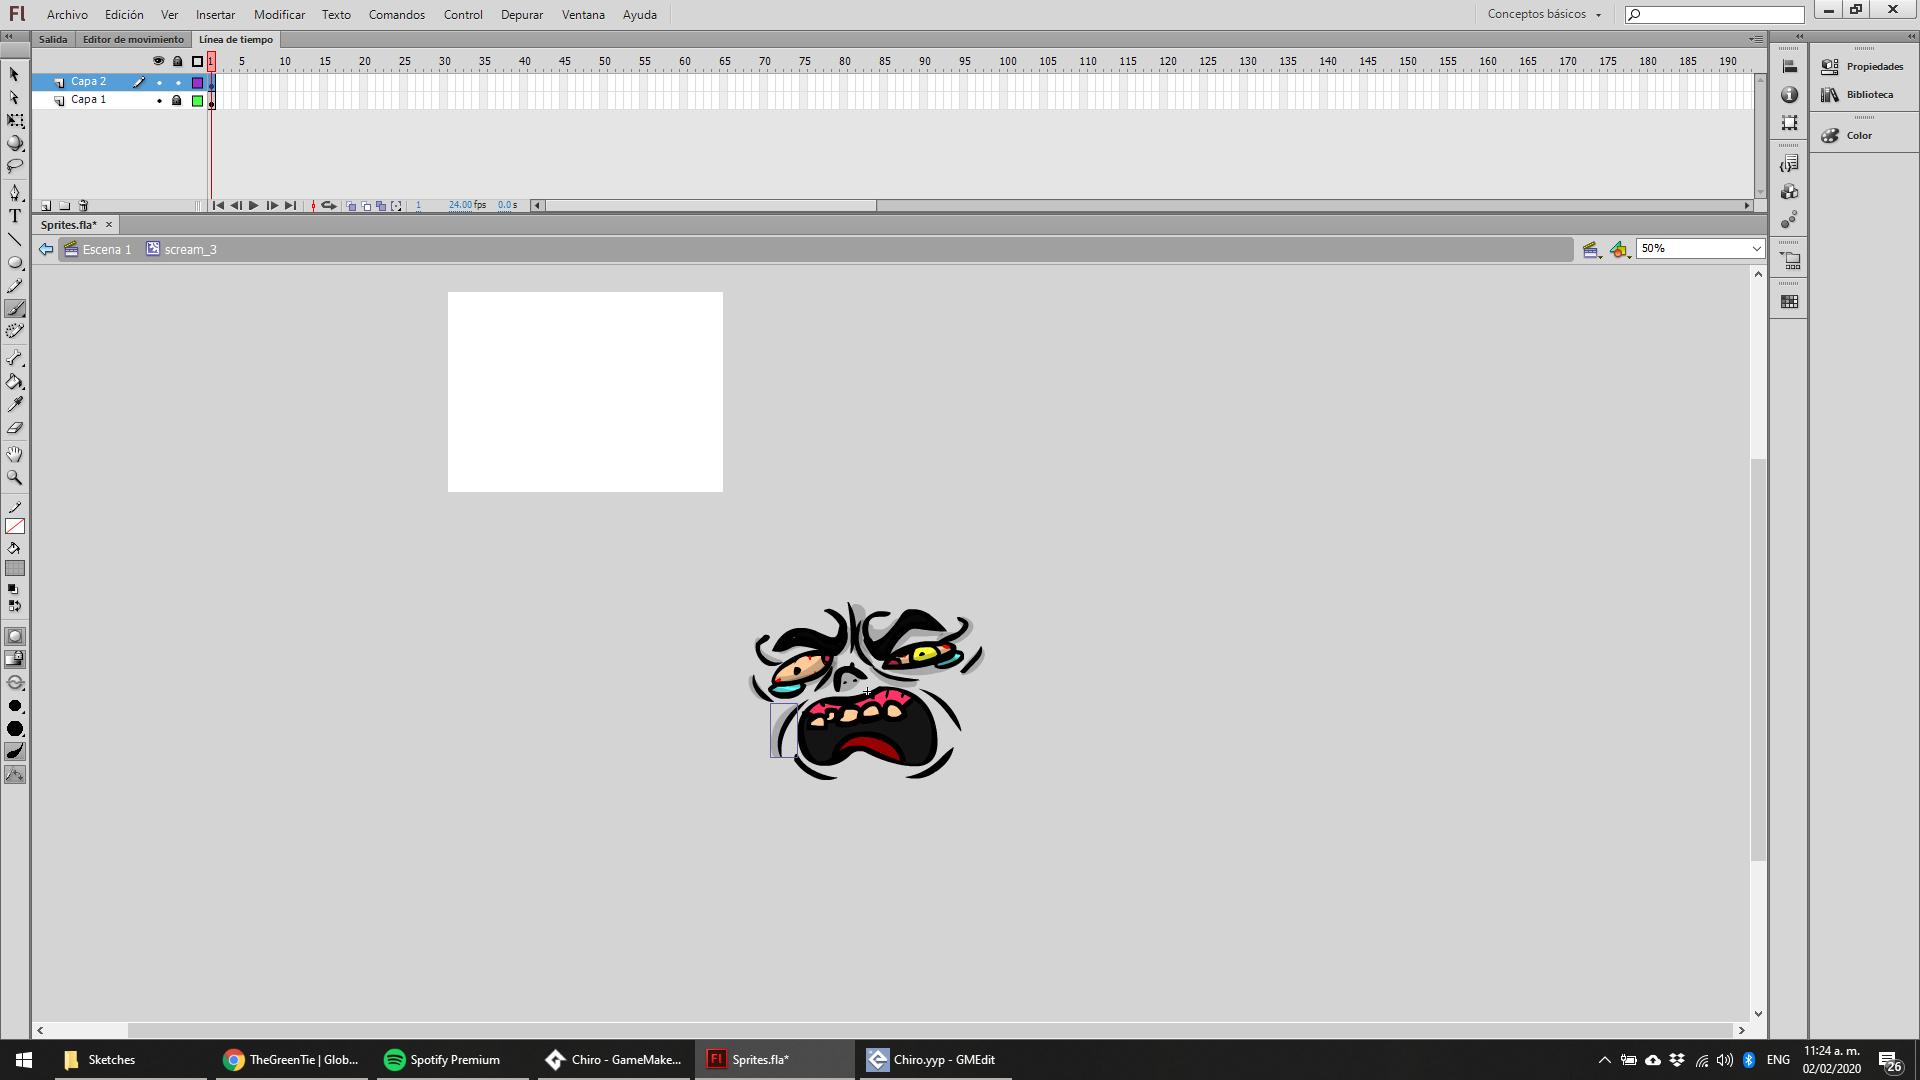 Fl Archivo Edición Ver Insertar Modificar Texto Comandos Control Depurar Ventana Ayuda Conceptos básicos
Salida Editor de movimiento Línea de tiempo
1 5 10 15 20 25 30 35 40 45 50 55 60 65 70 75 80 85 90 95 100 105 110 115 120 125 130 135 140 145 150 155 160 165 170 175 180 185 190
Capa 2
Capa 1
1 24.00 fps 0.0 s
Sprites.fla*
Escena 1 scream_3 50%
Propiedades
Biblioteca
Color
Sketches TheGreenTie | Glob... Spotify Premium Chiro - GameMake... Fl Sprites.fla* Chiro.yyp - GMEdit ENG 11:24 a. m.
02/02/2020 26